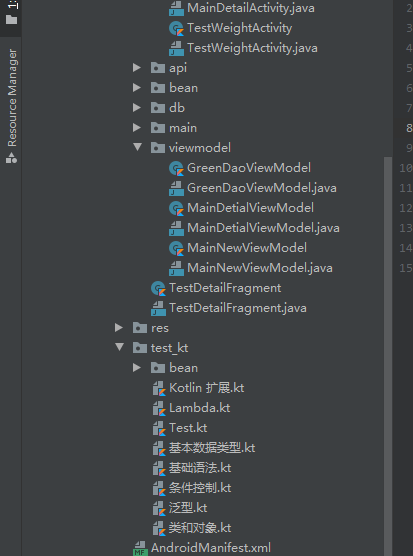 1:
Resource Manager
MainDetailActivity.java
TestWeightActivity
TestWeightActivity.java
api
bean
db
main
viewmodel
GreenDaoViewModel
GreenDaoViewModel.java
MainDetialViewModel
MainDetialViewModel.java
MainNewViewModel
MainNewViewModel.java
TestDetailFragment
TestDetailFragment.java
res
test_kt
bean
Kotlin 扩展.kt
Lambda.kt
Test.kt
基本数据类型.kt
基础语法.kt
条件控制.kt
泛型.kt
类和对象.kt
MF AndroidManifest.xml
2
3
4
5
6
7
8
9
10
11
12
13
14
15